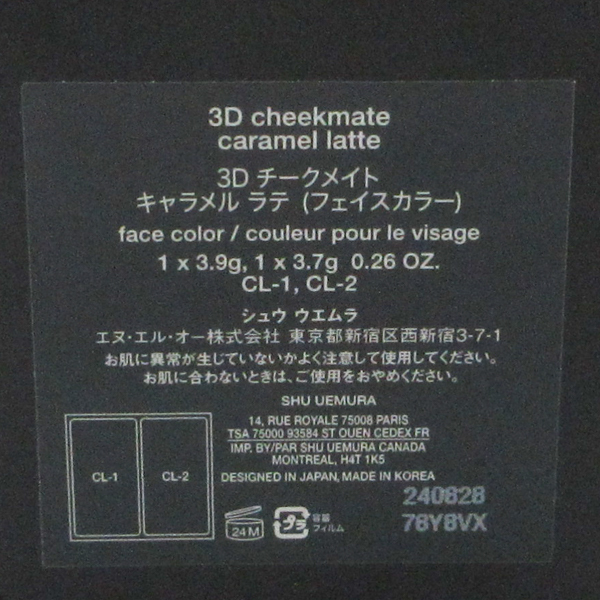 3D cheekmate
caramel latte
3D チークメイト
キャラメル ラテ (フェイスカラー)
face color / couleur pour le visage
1 x 3.9g, 1 x 3.7g 0.26 OZ.
CL-1, CL-2
シュウ ウエムラ
エヌ・エル・オー株式会社 東京都新宿区西新宿3-7-1
お肌に異常が生じていないかよく注意して使用してください。
お肌に合わないときは、ご使用をおやめください。
SHU UEMURA
14, RUE ROYALE 75008 PARIS
TSA 75000 93584 ST OUEN CEDEX FR
IMP. BY/PAR SHU UEMURA CANADA
MONTREAL, H4T 1K5
DESIGNED IN JAPAN, MADE IN KOREA
CL-1
CL-2
24M
プラ
容器
フィルム
240828
78Y8VX